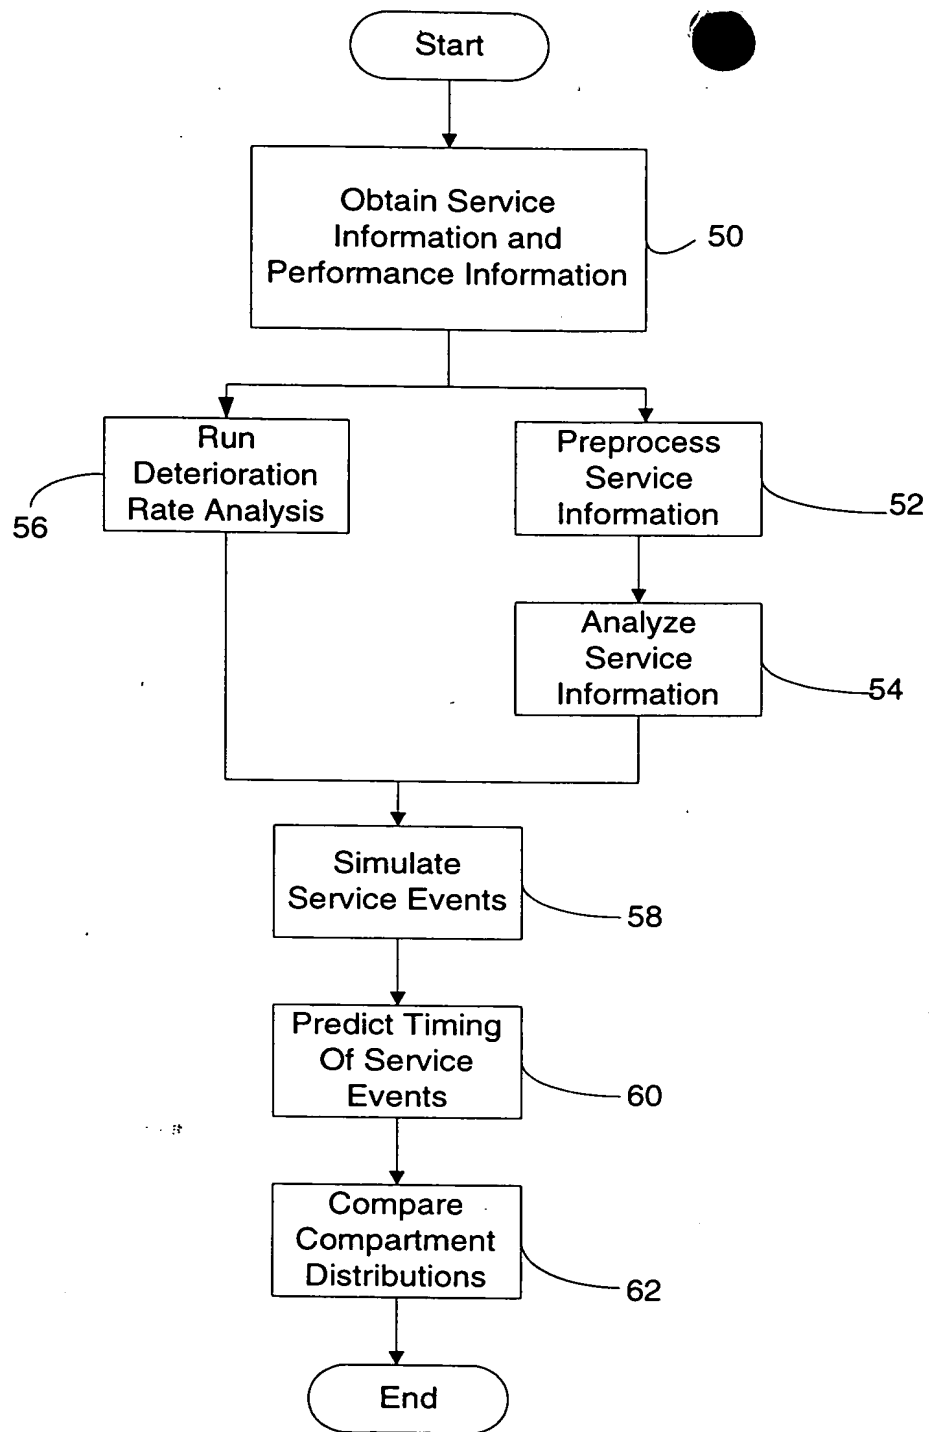 Start
Obtain Service
Information and
Performance Information
50
Run
Deterioration
Rate Analysis
56
Preprocess
Service
Information
52
Analyze
Service
Information
54
Simulate
Service Events
58
Predict Timing
Of Service
Events
60
Compare
Compartment
Distributions
62
End